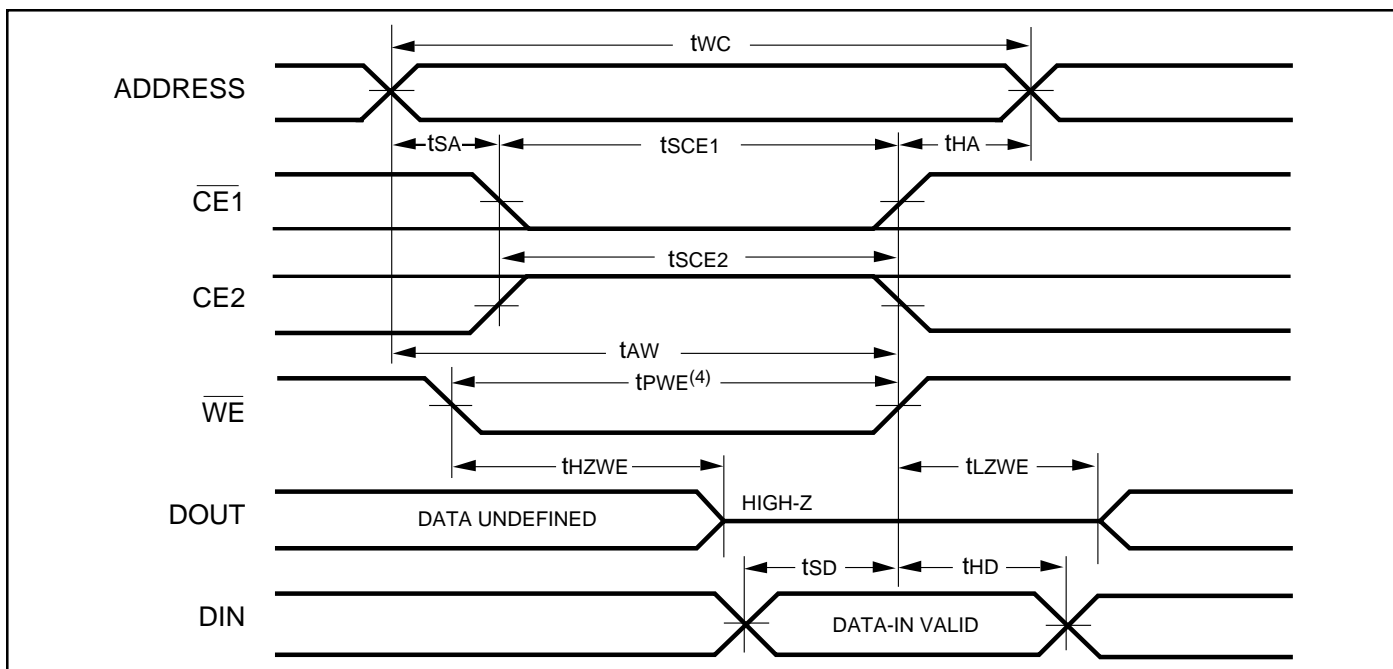 tWC
ADDRESS
tSA tSCE1 tHA
CE1
tSCE2
CE2
tAW
tPWE(4)
WE
tHZWE tLZWE
DOUT DATA UNDEFINED HIGH-Z
tSD tHD
DIN DATA-IN VALID